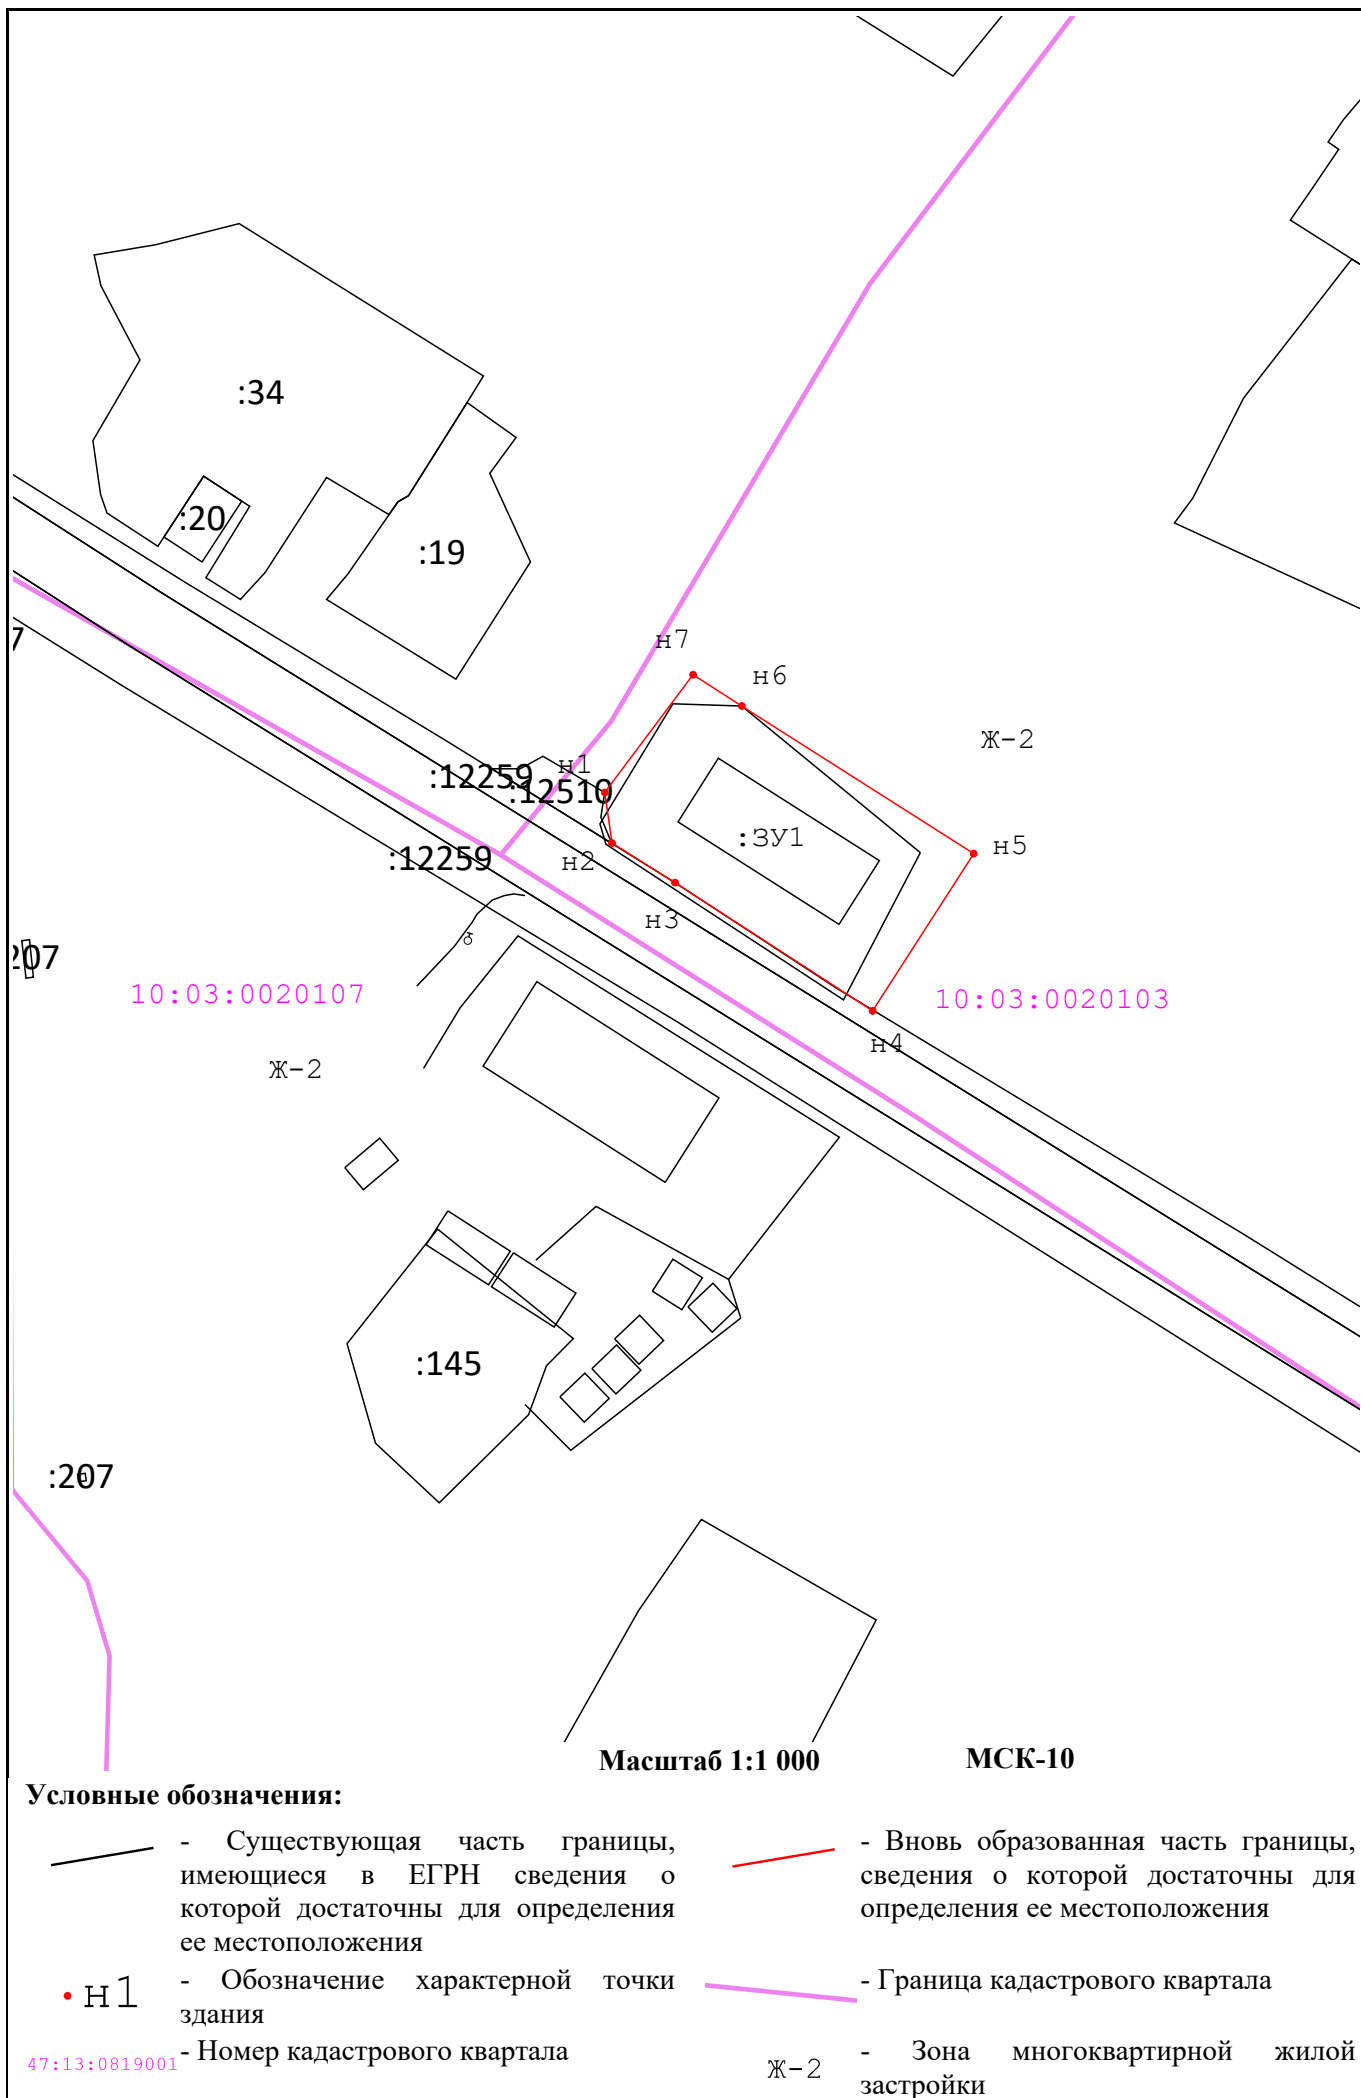 :34
:20
:19
7
н7
н6
Ж-2
н1
:12259
:12510
:ЗУ1
н5
:12259
н2
н3
207
10:03:0020107
10:03:0020103
н4
Ж-2
:145
:207
Масштаб 1:1 000
МСК-10
Условные обозначения:
- Существующая часть границы,
имеющиеся в ЕГРН сведения о
которой достаточны для определения
ее местоположения
- Вновь образованная часть границы,
сведения о которой достаточны для
определения ее местоположения
н1
- Обозначение характерной точки
здания
- Граница кадастрового квартала
47:13:0819001
- Номер кадастрового квартала
Ж-2
- Зона многоквартирной жилой
застройки